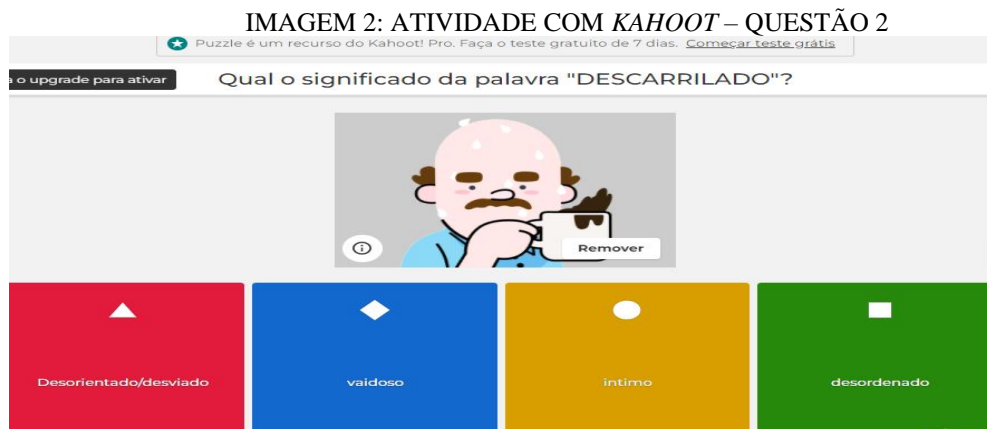 IMAGEM 2: ATIVIDADE COM KAHOOT – QUESTÃO 2
Puzzle é um recurso do Kahoot! Pro. Faça o teste gratuito de 7 dias. Começar teste grátis
o upgrade para ativar
Qual o significado da palavra "DESCARRILADO"?
Remover
Desorientado/desviado
vaidoso
intimo
desordenado